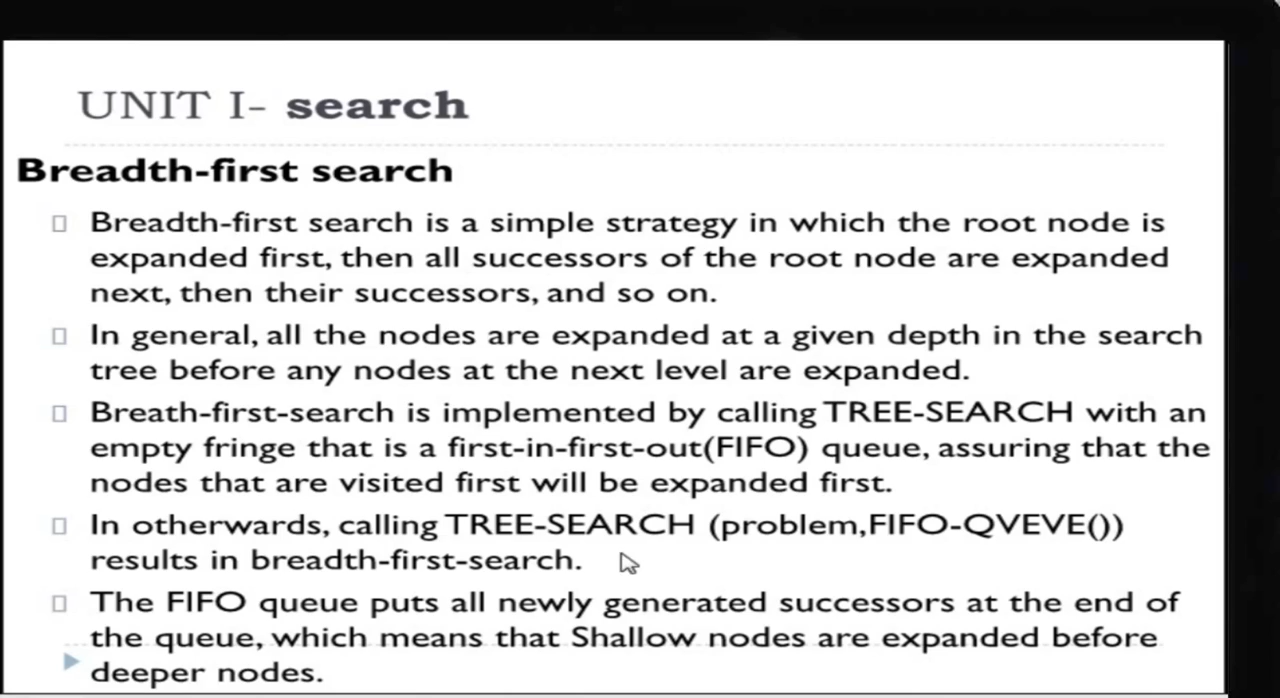 UNIT I- search
Breadth-first search
Breadth-first search is a simple strategy in which the root node is
expanded first, then all successors of the root node are expanded
next, then their successors, and so on.
In general, all the nodes are expanded at a given depth in the search
tree before any nodes at the next level are expanded.
Breath-first-search is implemented by calling TREE-SEARCH with an
empty fringe that is a first-in-first-out(FIFO) queue, assuring that the
nodes that are visited first will be expanded first.
In otherwards, calling TREE-SEARCH (problem,FIFO-QVEVE())
results in breadth-first-search.
The FIFO queue puts all newly generated successors at the end of
the queue, which means that Shallow nodes are expanded before
deeper nodes.